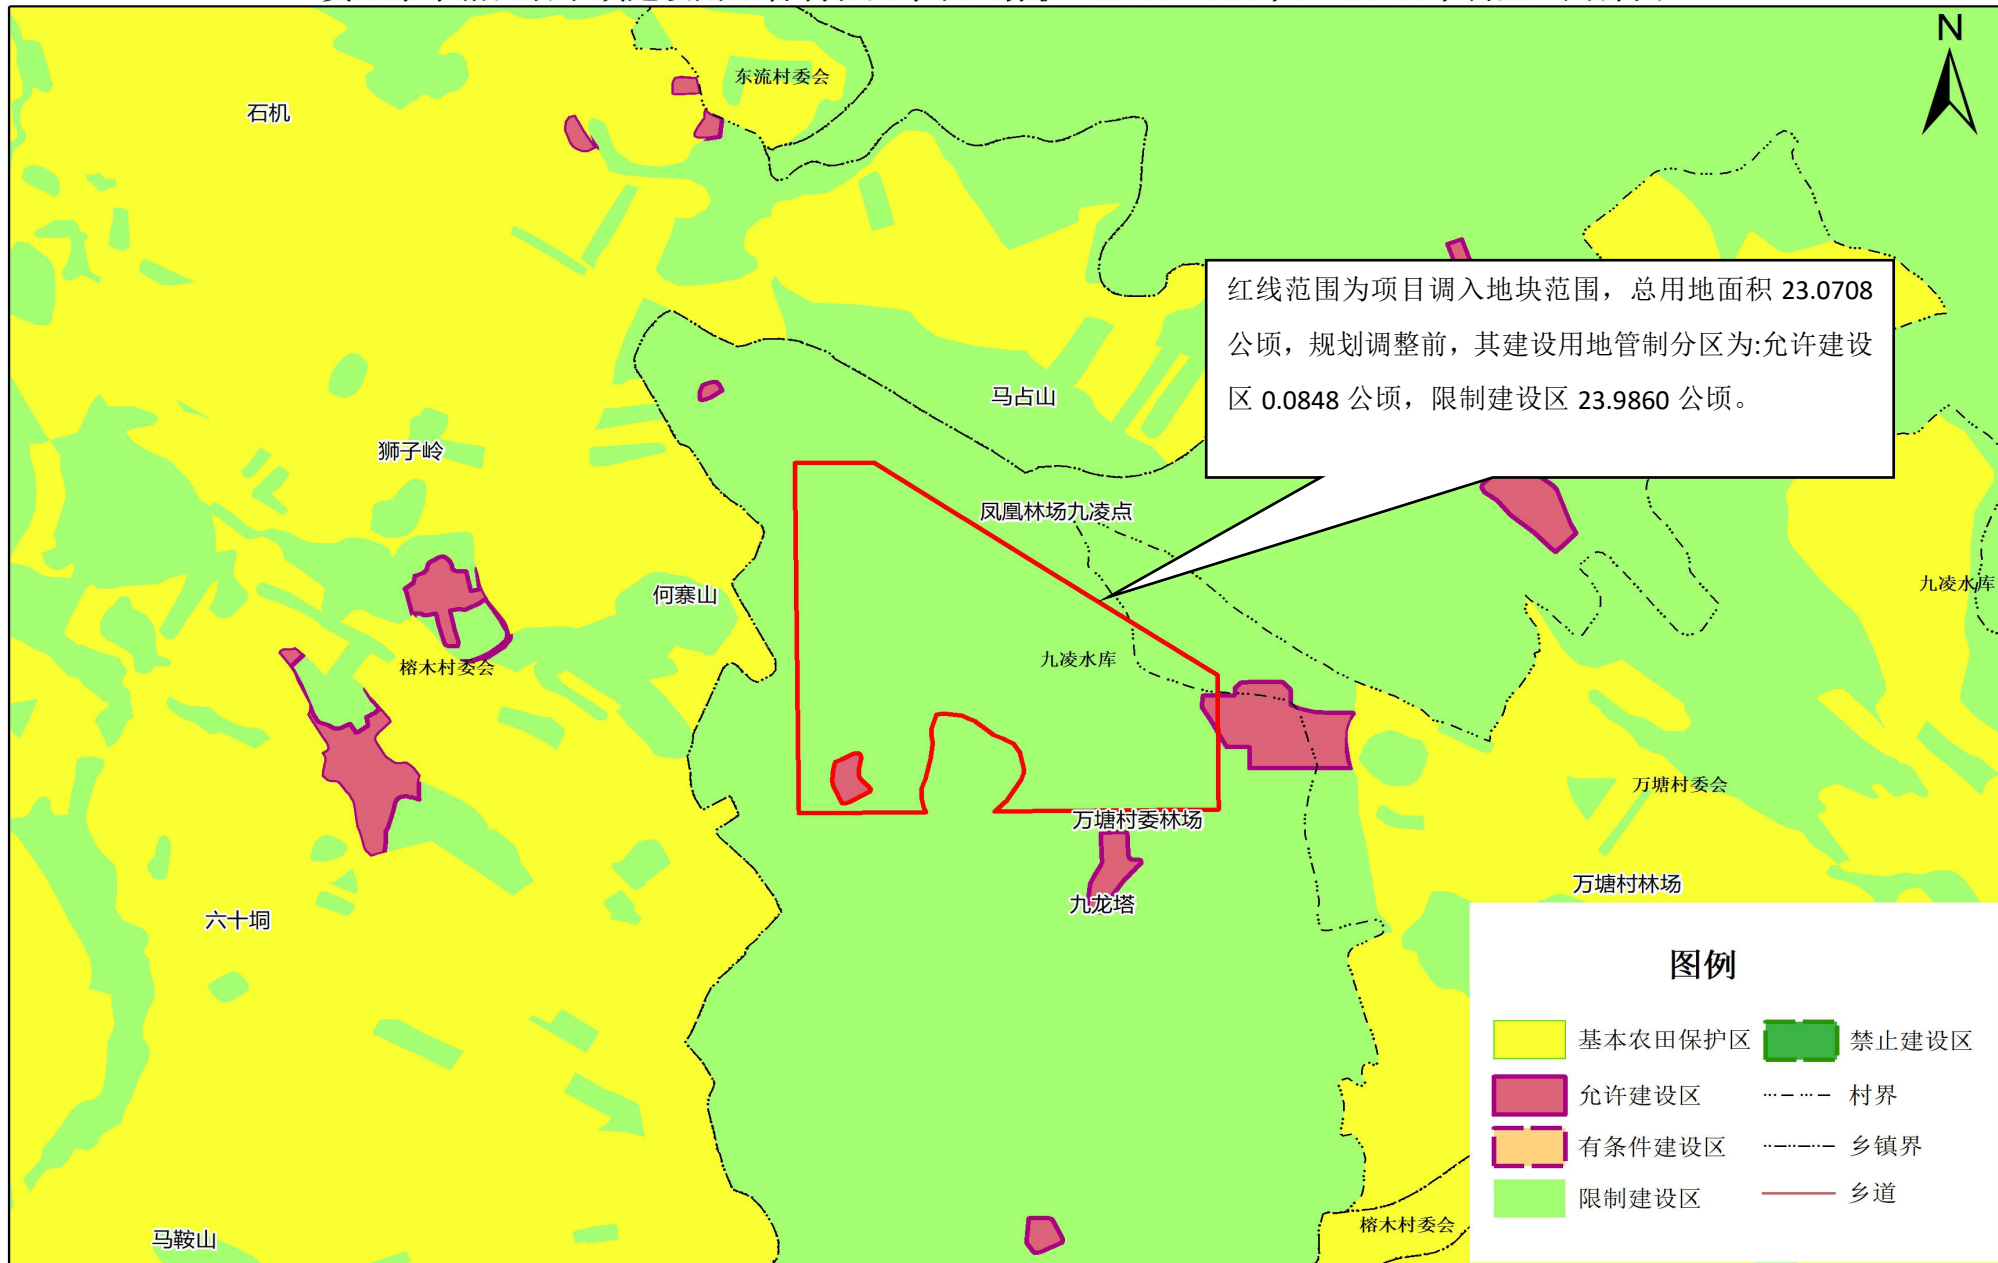 N
东流村委会
石机
红线范围为项目调入地块范围，总用地面积 23.0708
公顷，规划调整前，其建设用地管制分区为:允许建设
区 0.0848 公顷，限制建设区 23.9860 公顷。
马占山
狮子岭
凤凰林场九凌点
九凌水库
何寨山
九凌水库
榕木村委会
万塘村委会
万塘村委林场
万塘村林场
九龙塔
六十垌
图例
基本农田保护区
禁止建设区
允许建设区
村界
有条件建设区
乡镇界
限制建设区
乡道
榕木村委会
马鞍山